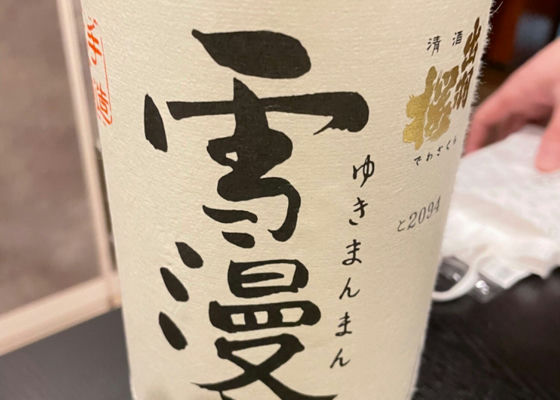 清酒
出羽
桜
でわざくら
と2094
雪漫
ゆきまんまん